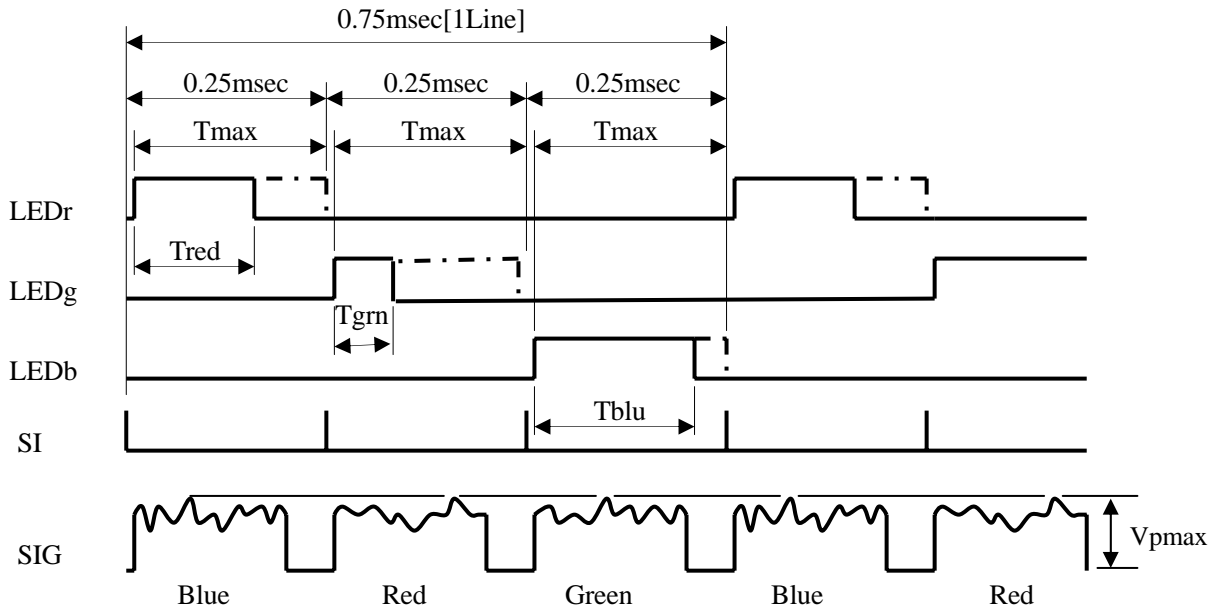 0.75msec[1Line]
0.25msec 0.25msec 0.25msec
Tmax Tmax Tmax
LEDr
Tred
LEDg
Tgrn
LEDb
Tblu
SI
SIG
Vpmax
Blue Red Green Blue Red